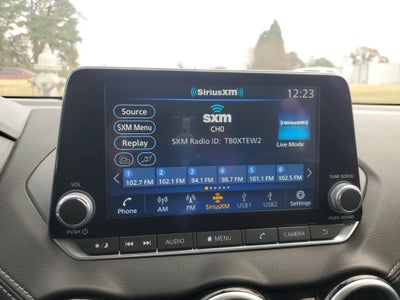 SiriusXM
12:23
Source
sxm
SXM Menu
CH0
Replay
SXM Radio ID: TB0XTEW2
SiriusXM
Live Mode
1 2 3 4 5 6
102.7 FM 102.1 FM 94.1 FM 98.7 FM 101.1 FM 102.5 FM
VOL
TUNE·SCROLL
Phone AM FM SiriusXM USB1 USB2 Settings
PUSH
PUSH SOUND
AUDIO MENU CAMERA